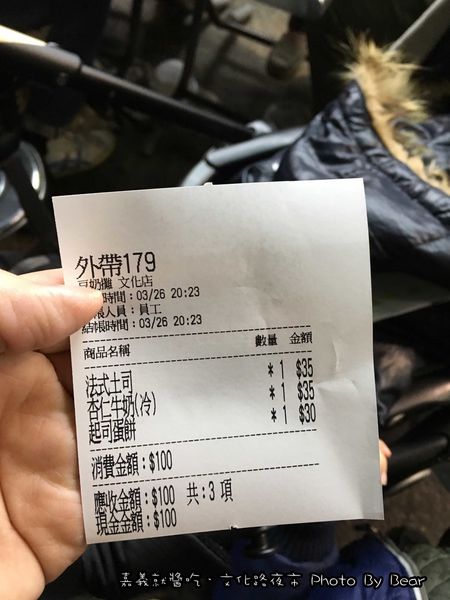 外帶179
豆奶攤 文化店
時間：03/26 20:23
人員：員工
結帳時間：03/26 20:23
商品名稱 數量 金額
法式土司 * 1 $35
杏仁牛奶(冷) * 1 $35
起司蛋餅 * 1 $30
消費金額：$100
應收金額：$100 共：3 項
現金金額：$100
嘉義就醬吃·文化路夜市 Photo By Bear